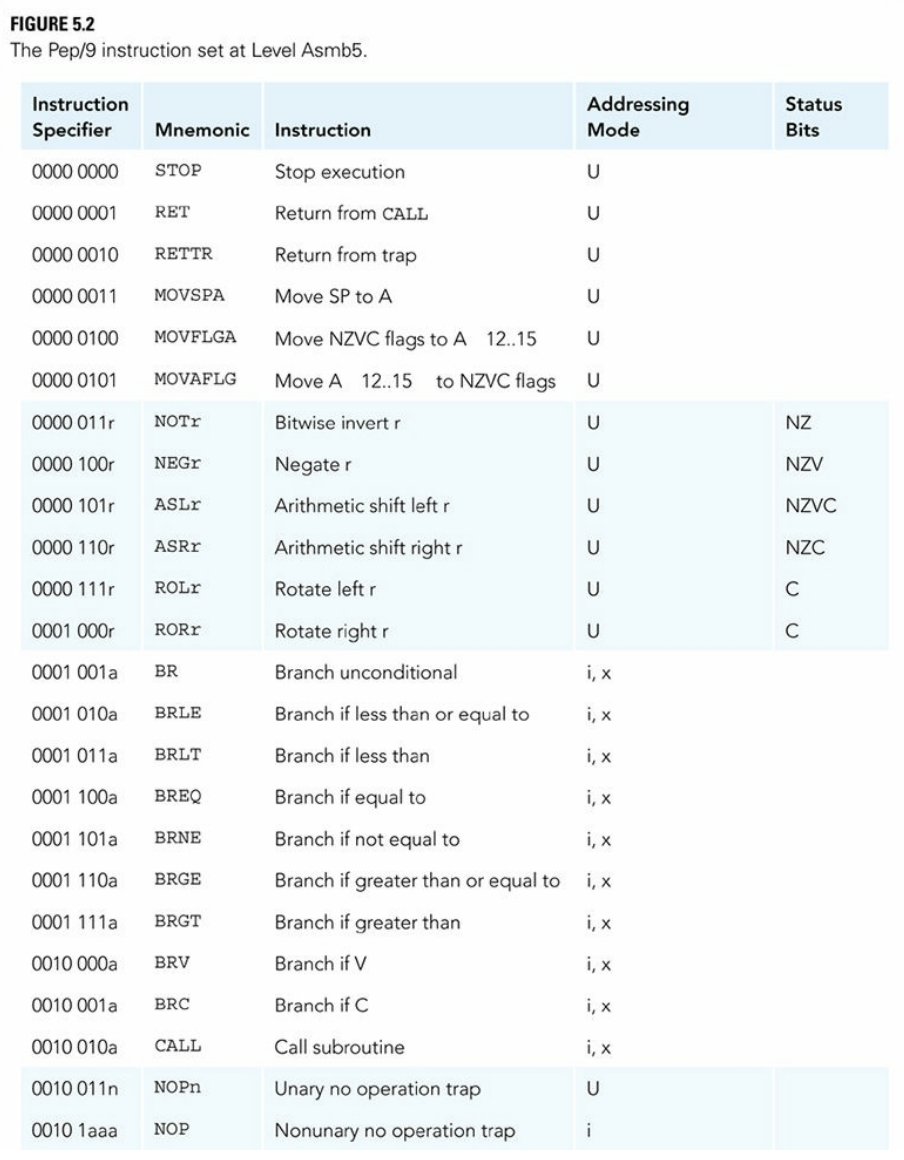 FIGURE 5.2
The Pep/9 instruction set at Level Asmb5.
Instruction Specifier Mnemonic Instruction Addressing Mode Status Bits
0000 0000 STOP Stop execution U
0000 0001 RET Return from CALL U
0000 0010 RETTR Return from trap U
0000 0011 MOVSPA Move SP to A U
0000 0100 MOVFLGA Move NZVC flags to A 12..15 U
0000 0101 MOVAFLG Move A 12..15 to NZVC flags U
0000 011r NOTr Bitwise invert r U NZ
0000 100r NEGr Negate r U NZV
0000 101r ASLr Arithmetic shift left r U NZVC
0000 110r ASRr Arithmetic shift right r U NZC
0000 111r ROLr Rotate left r U C
0001 000r RORr Rotate right r U C
0001 001a BR Branch unconditional i, x
0001 010a BRLE Branch if less than or equal to i, x
0001 011a BRLT Branch if less than i, x
0001 100a BREQ Branch if equal to i, x
0001 101a BRNE Branch if not equal to i, x
0001 110a BRGE Branch if greater than or equal to i, x
0001 111a BRGT Branch if greater than i, x
0010 000a BRV Branch if V i, x
0010 001a BRC Branch if C i, x
0010 010a CALL Call subroutine i, x
0010 011n NOPn Unary no operation trap U
0010 1aaa NOP Nonunary no operation trap i